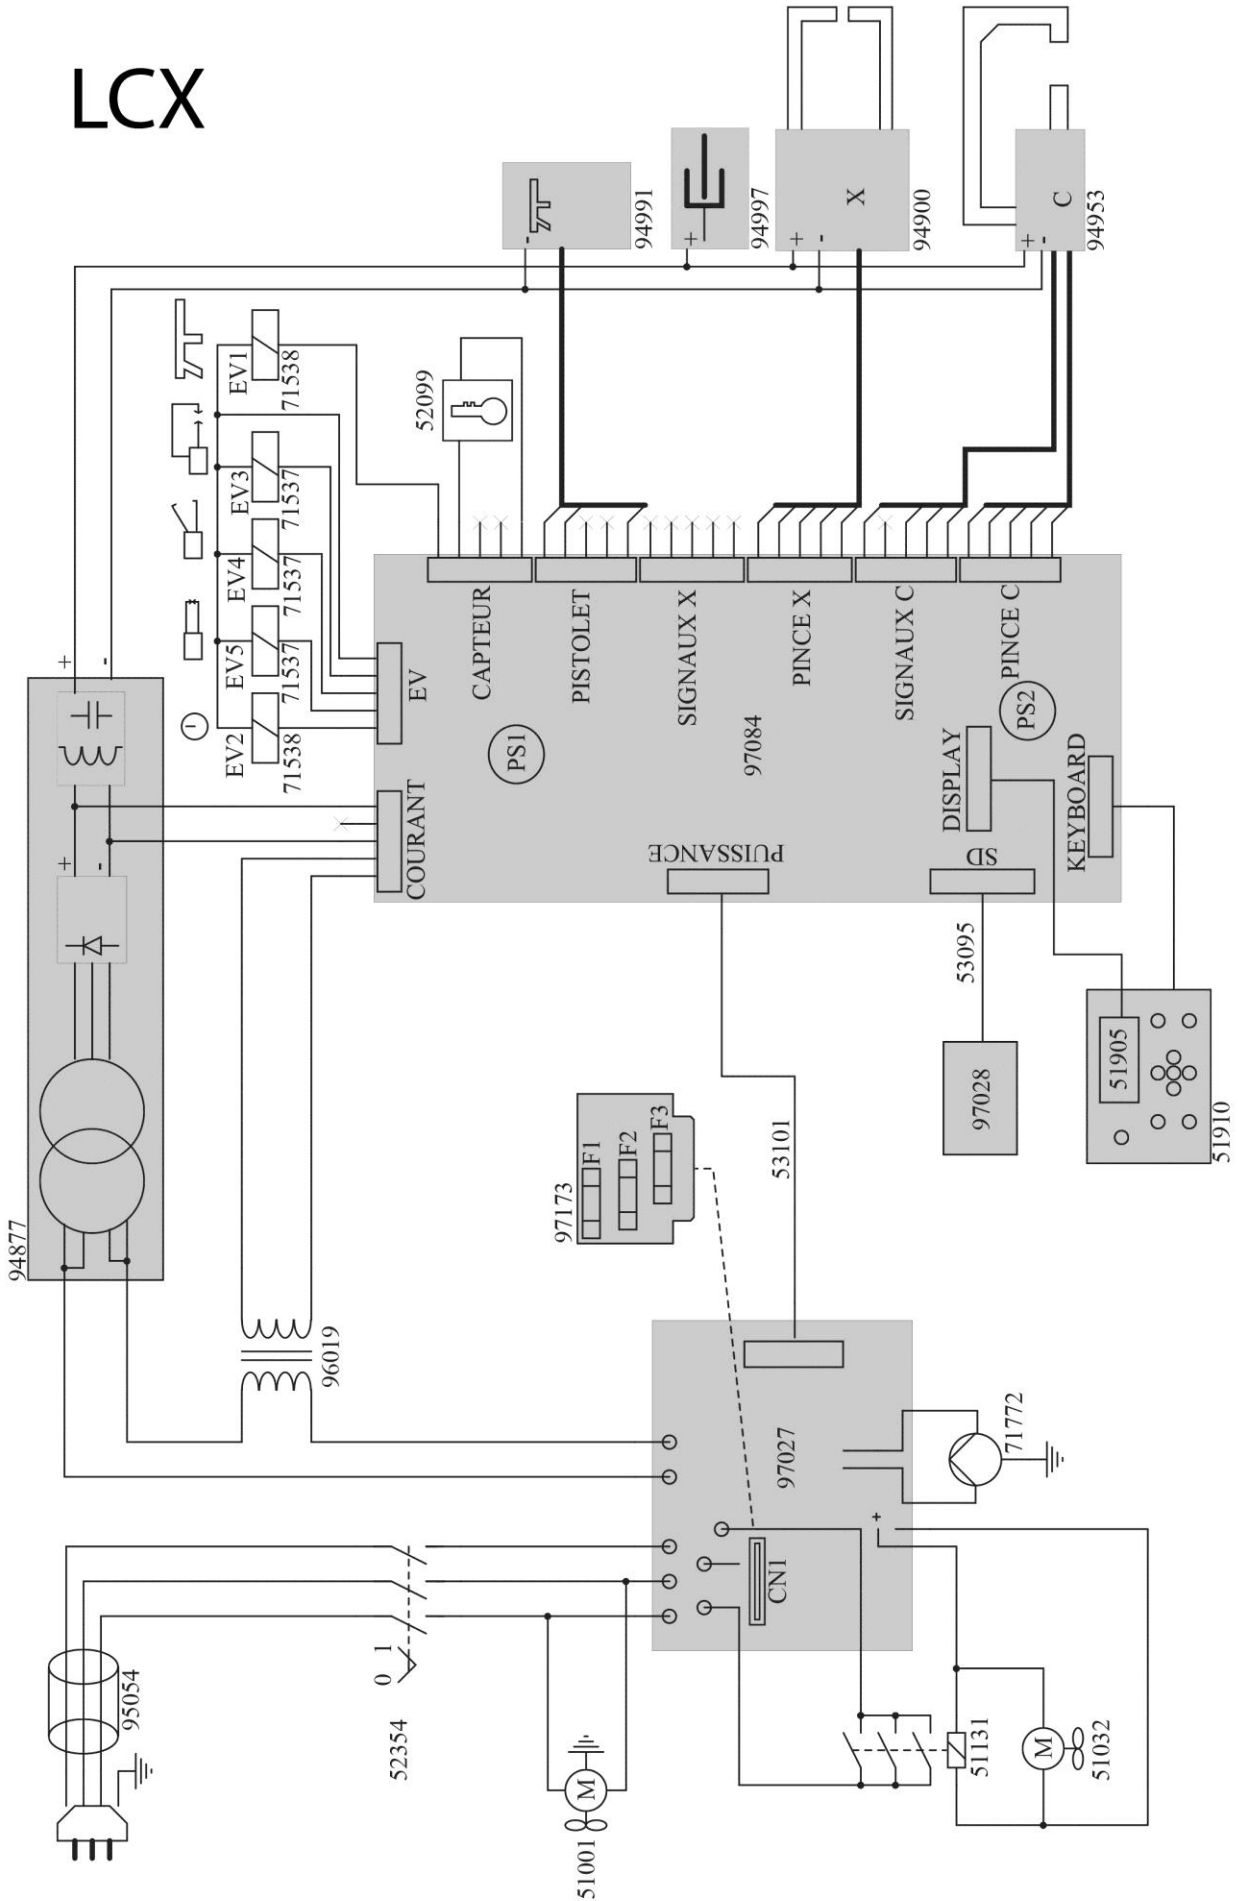 LCX
94991
94997
+
-
X
94900
C
94953
+
-
+
-
EV1
71538
EV3
71537
EV4
71537
EV5
71537
EV2
71538
52099
94877
+
-
+
-
CAPTEUR
PISTOLET
SIGNAUX X
PINCE X
SIGNAUX C
PINCE C
EV
COURANT
PS1
PS2
97084
PUISSANCE
DISPLAY
SD
KEYBOARD
53095
97028
51905
51910
53101
97173
F1
F2
F3
96019
97027
CN1
+
71772
95054
0 1
52354
M
51001
51131
M
51032